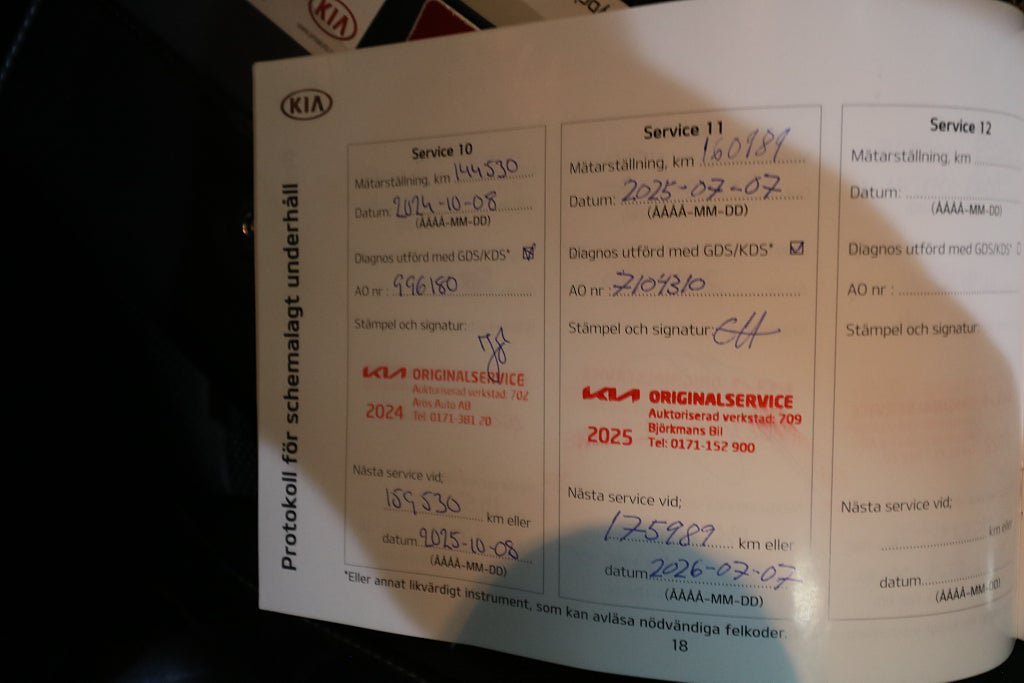 KIA
KIA
Protokoll för schemalagt underhåll
Service 10
Mätarställning, km 144530
Datum: 2024-10-08
(ÅÅÅÅ-MM-DD)
Diagnos utförd med GDS/KDS*
AO nr : 996180
Stämpel och signatur:
KIA ORIGINALSERVICE
Auktoriserad verkstad: 702
Aros Auto AB
2024 Tel: 0171-381 20
Nästa service vid;
159530 km eller
datum 2025-10-08
(ÅÅÅÅ-MM-DD)
Service 11
Mätarställning, km 160989
Datum: 2025-07-07
(ÅÅÅÅ-MM-DD)
Diagnos utförd med GDS/KDS*
AO nr : 7104310
Stämpel och signatur:
KIA ORIGINALSERVICE
Auktoriserad verkstad: 709
Björkmans Bil
2025 Tel: 0171-152 900
Nästa service vid;
175989 km eller
datum 2026-07-07
(ÅÅÅÅ-MM-DD)
Service 12
Mätarställning, km
Datum:
(ÅÅÅÅ-MM-DD)
Diagnos utförd med GDS/KDS*
AO nr :
Stämpel och signatur:
Nästa service vid;
km eller
datum
(ÅÅÅÅ-MM-DD)
*Eller annat likvärdigt instrument, som kan avläsa nödvändiga felkoder.
18